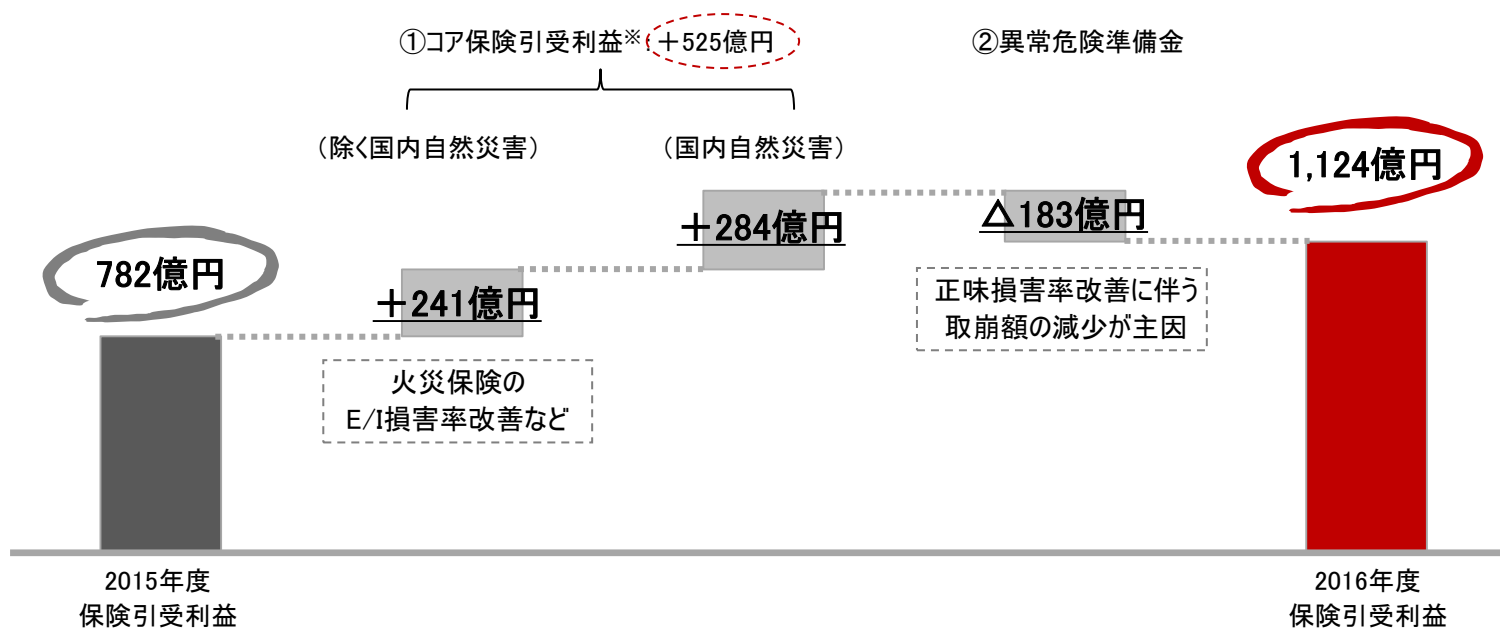 ①コア保険引受利益※:＋525億円
②異常危険準備金
（除く国内自然災害）
（国内自然災害）
1,124億円
＋284億円
△183億円
782億円
＋241億円
正味損害率改善に伴う
取崩額の減少が主因
火災保険の
E/I損害率改善など
2015年度
保険引受利益
2016年度
保険引受利益